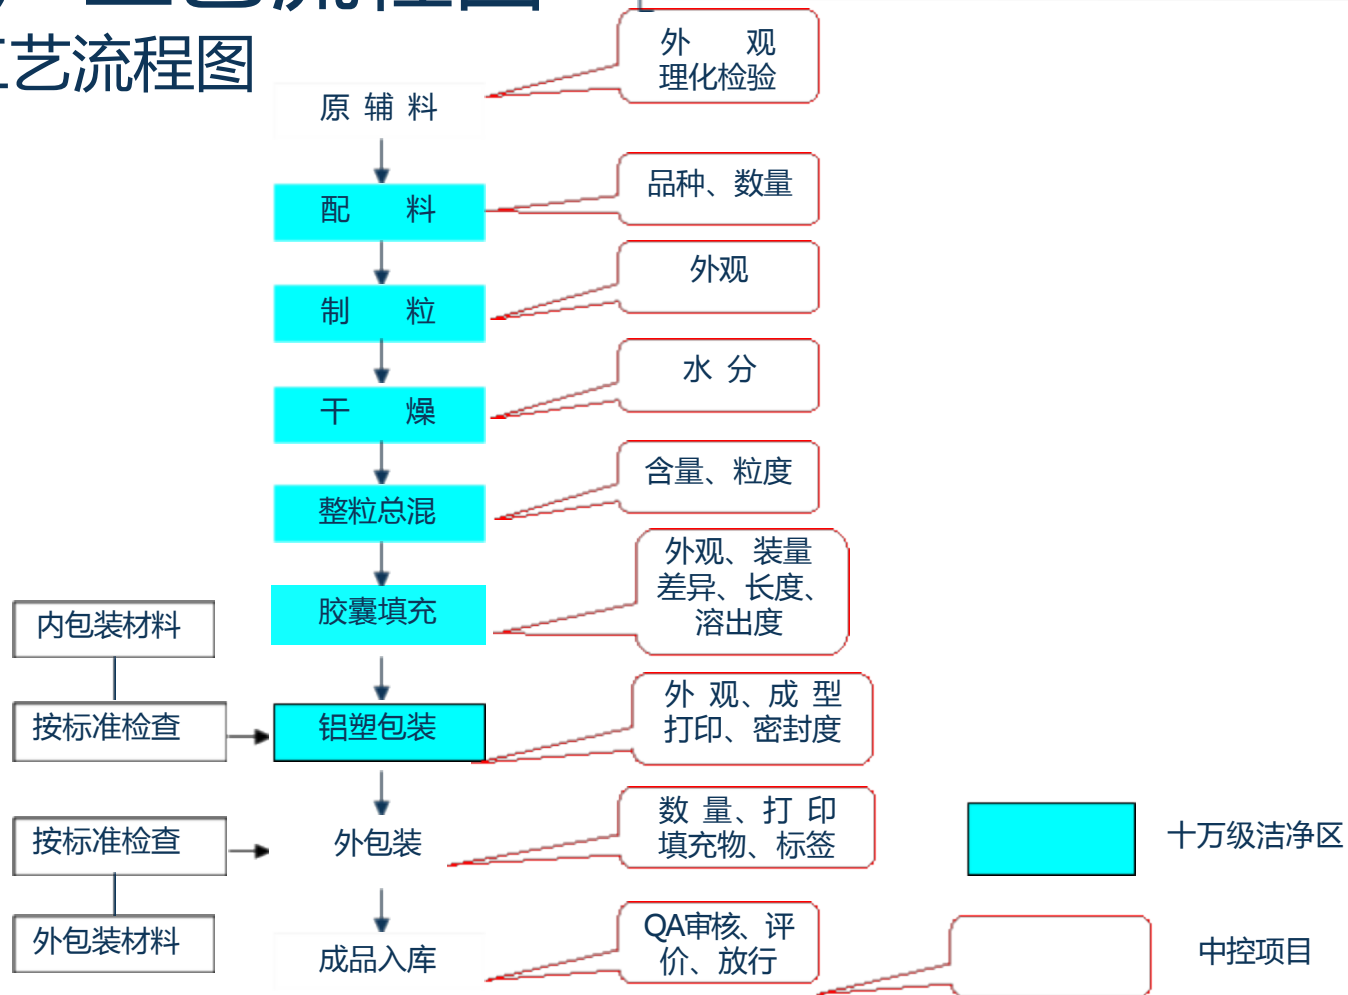 工艺流程图
工艺流程图
外 观
理化检验
原 辅 料
品种、数量
配 料
外观
制 粒
水 分
干 燥
含量、粒度
整粒总混
外观、装量
差异、长度、
溶出度
胶囊填充
内包装材料
外 观、成 型
打印、密封度
按标准检查
铝塑包装
数 量、打 印
填充物、标签
按标准检查
外包装
十万级洁净区
QA审核、评
价、放行
外包装材料
成品入库
中控项目